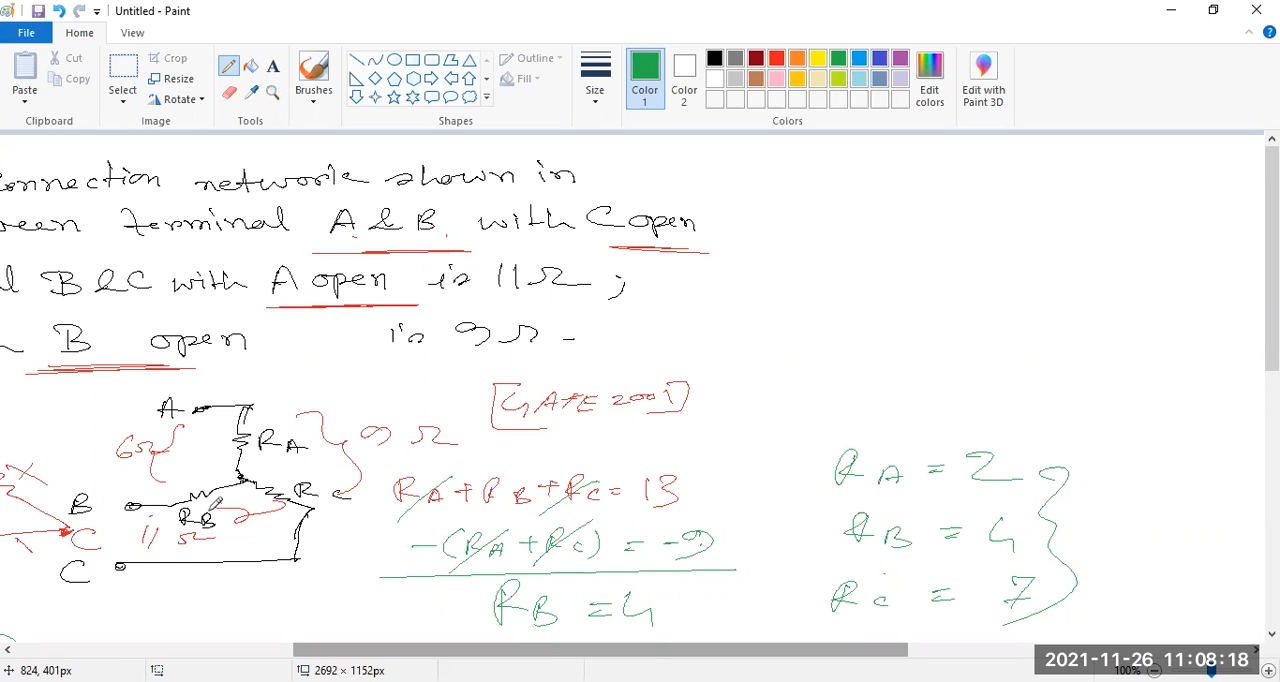 Untitled - Paint
File Home View
Paste Cut Copy Clipboard
Select Crop Resize Rotate Image
Tools
Brushes
Outline Fill Shapes
Size
Color 1 Color 2 Edit colors Colors
Edit with Paint 3D
onnection network shown in
een terminal A & B with C open
B & C with A open is 11Ω ;
B open is 9Ω -
[GATE 2001]
A 6Ω RA 9Ω
B RB RC
C 11Ω
C
RA + RB + RC = 13
-(RA + RC) = -9
RB = 4
RA = 2
RB = 4
RC = 7
824, 401px 2692 × 1152px 100%
2021-11-26 11:08:18